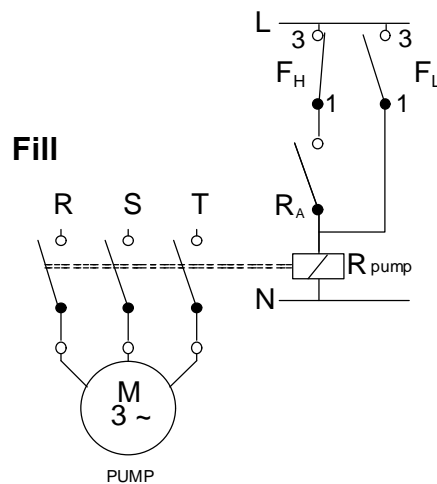 L
3 3
F_H F_L
1 1
Fill
R S T
R_A
R pump
N
M
3 ~
PUMP